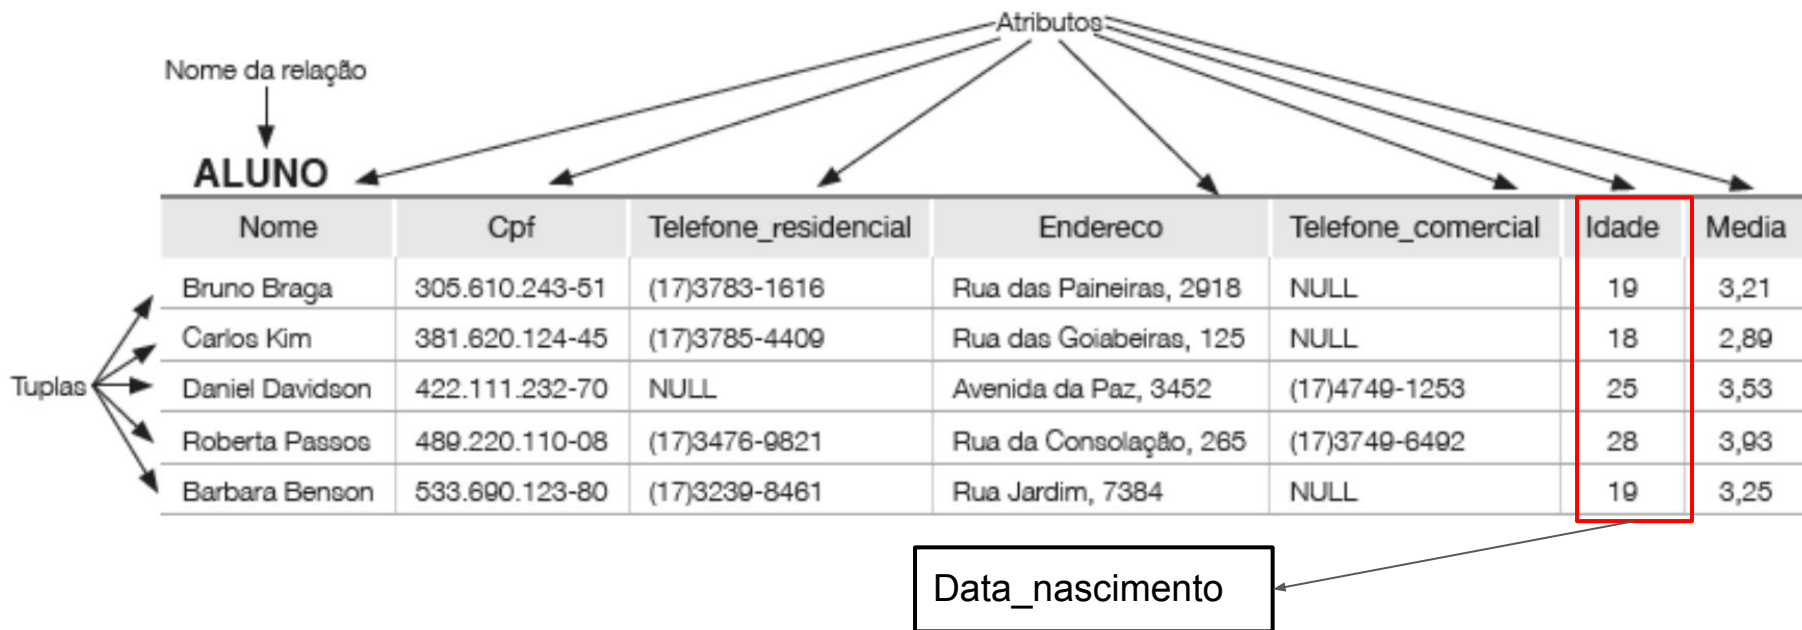 Atributos
Nome da relação
ALUNO
Nome Cpf Telefone_residencial Endereco Telefone_comercial Idade Media
Bruno Braga 305.610.243-51 (17)3783-1616 Rua das Paineiras, 2918 NULL 19 3,21
Carlos Kim 381.620.124-45 (17)3785-4409 Rua das Goiabeiras, 125 NULL 18 2,89
Tuplas Daniel Davidson 422.111.232-70 NULL Avenida da Paz, 3452 (17)4749-1253 25 3,53
Roberta Passos 489.220.110-08 (17)3476-9821 Rua da Consolação, 265 (17)3749-6492 28 3,93
Barbara Benson 533.690.123-80 (17)3239-8461 Rua Jardim, 7384 NULL 19 3,25
Data_nascimento